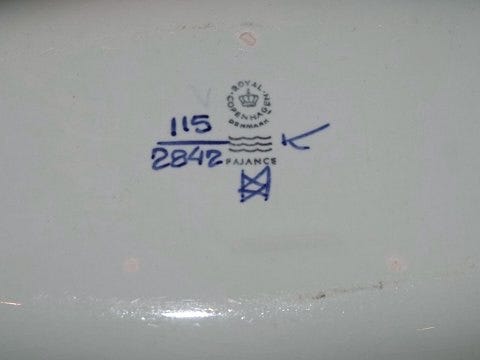 ROYAL
COPENHAGEN
DENMARK
115
2842
FAJANCE